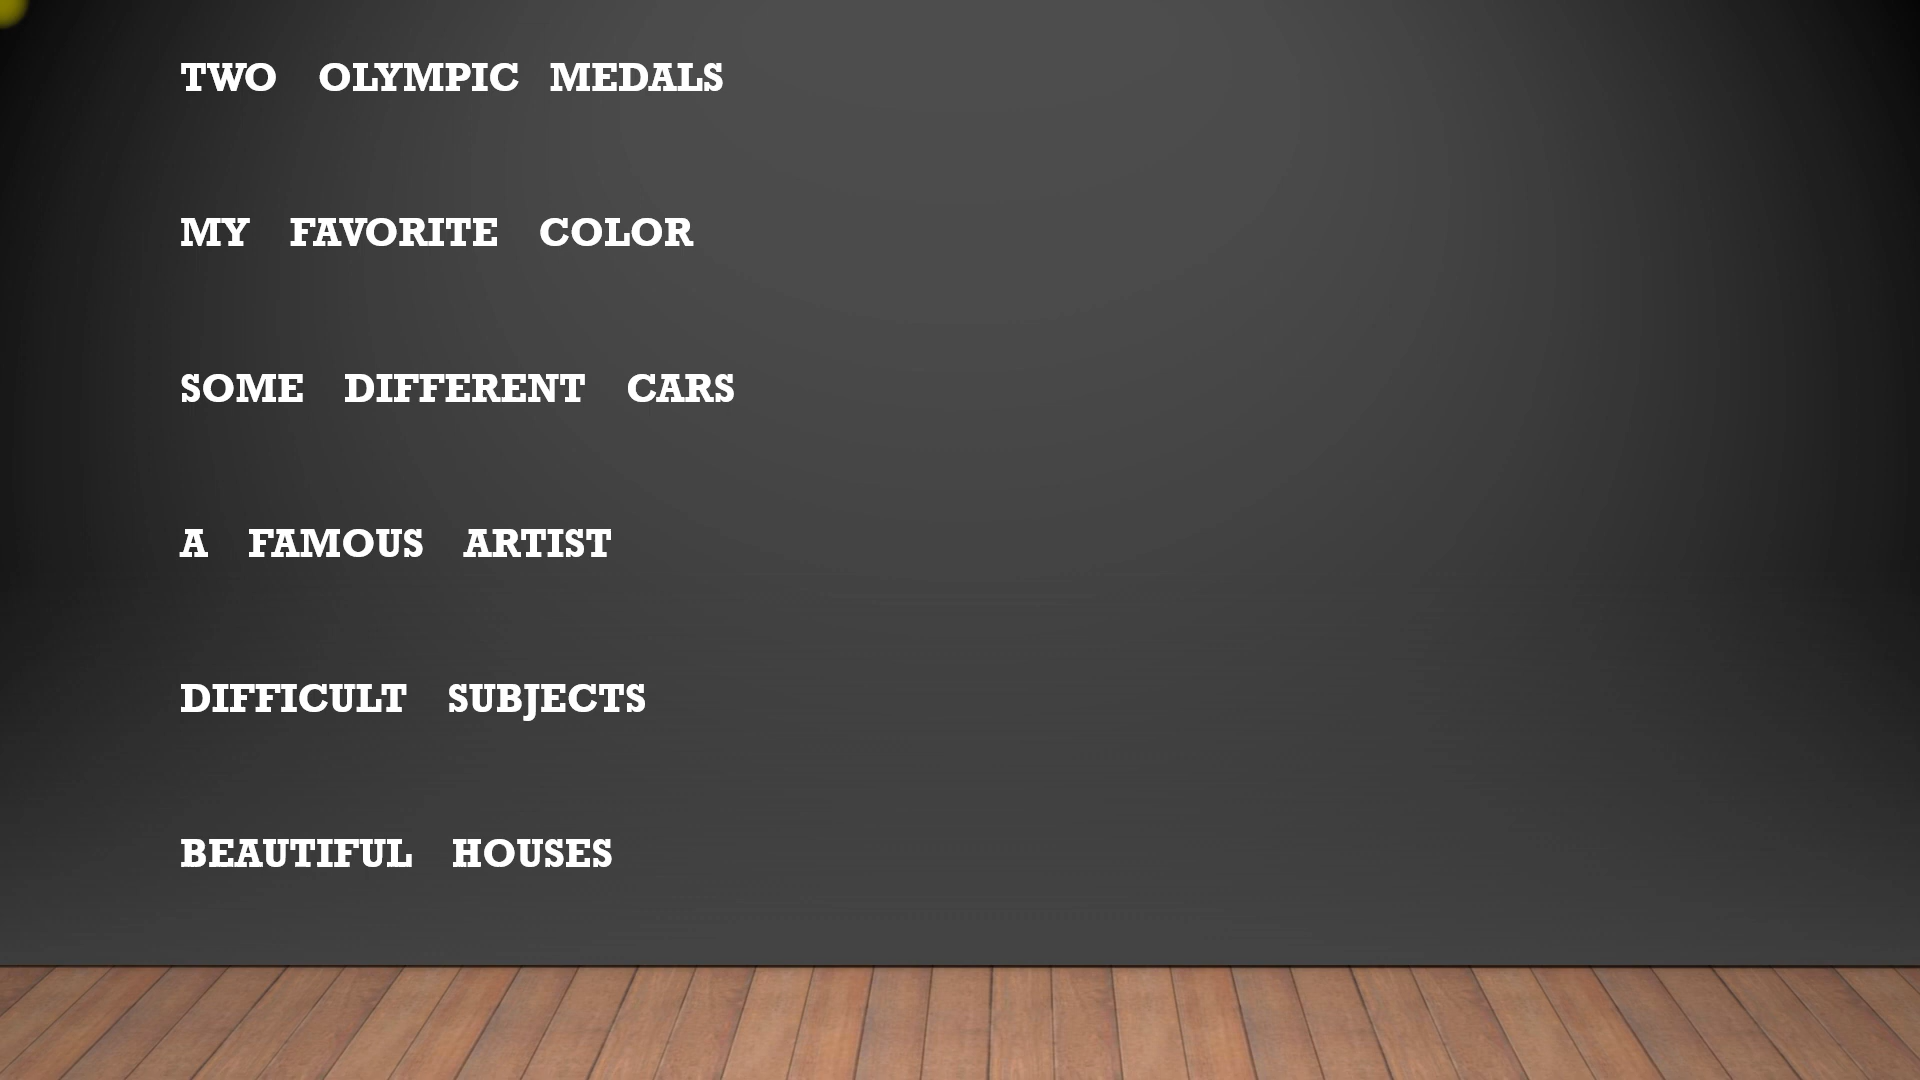 TWO OLYMPIC MEDALS
MY FAVORITE COLOR
SOME DIFFERENT CARS
A FAMOUS ARTIST
DIFFICULT SUBJECTS
BEAUTIFUL HOUSES